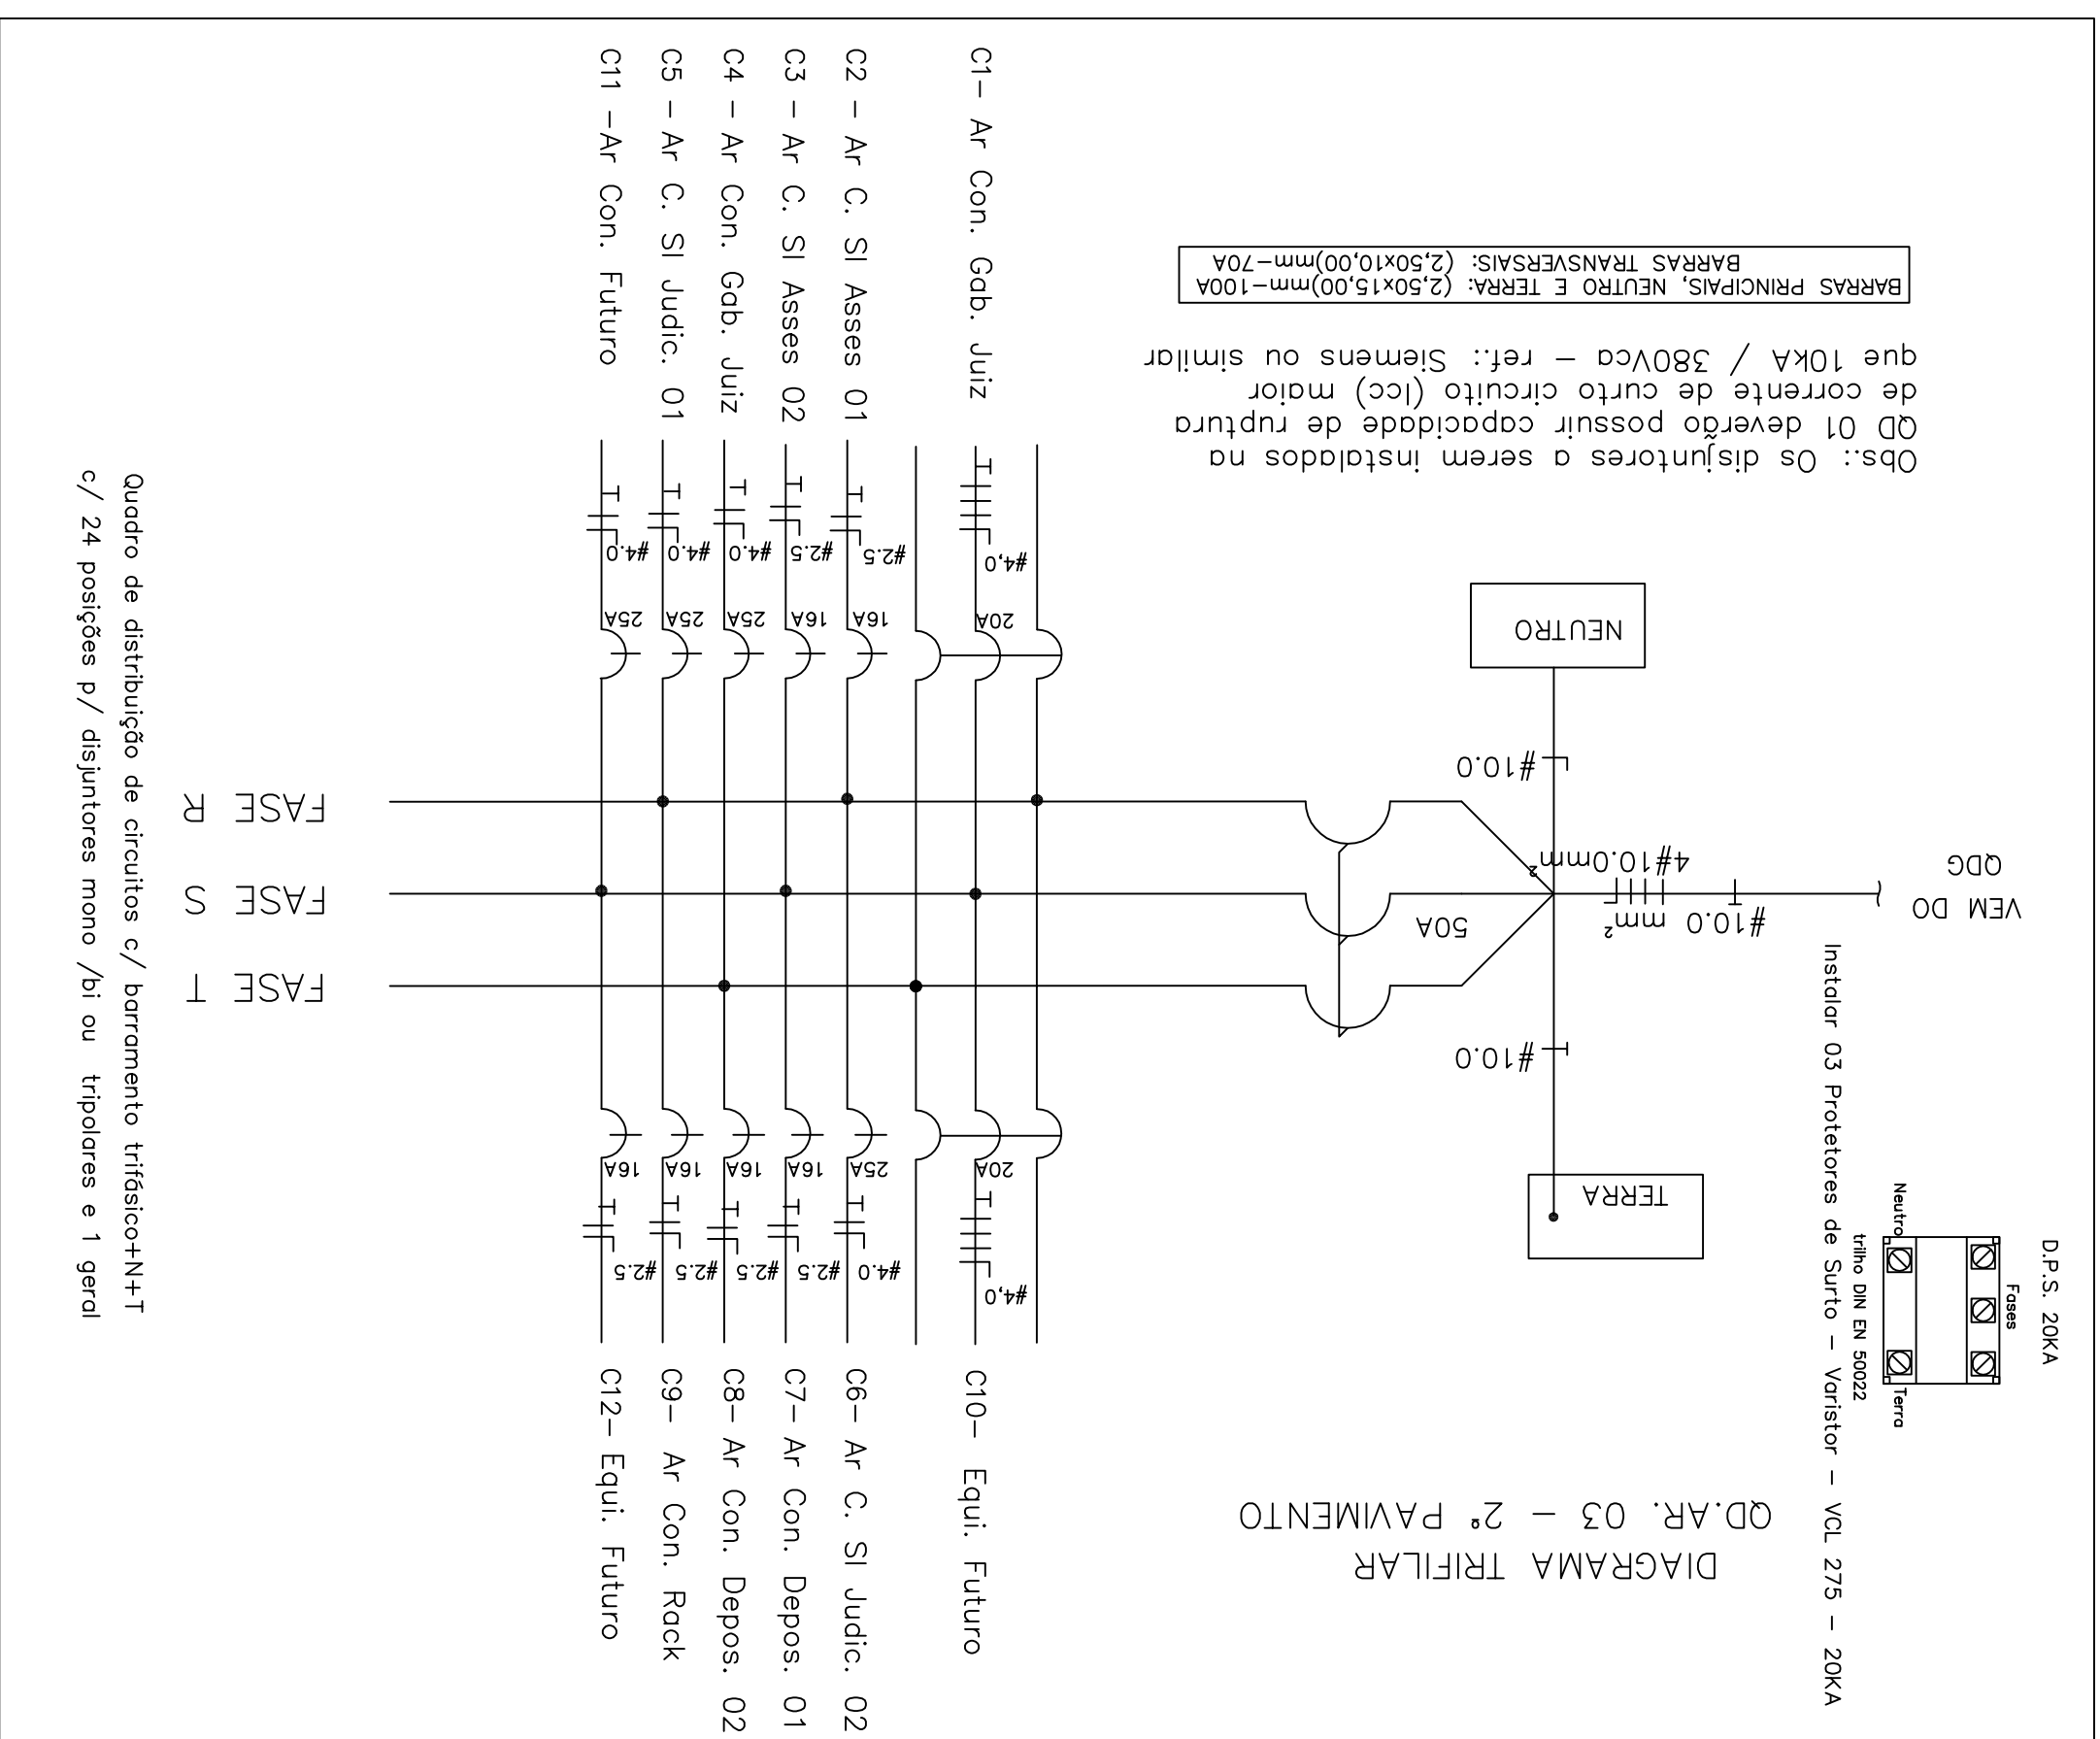 DIAGRAMA TRIFILAR
QD.AR. 03 - 2ª PAVIMENTO
D.P.S. 20KA
Fases
Neutro
Terra
trilho DIN EN 50022
Instalar 03 Protetores de Surto - Varistor - VCL 275 - 20KA
VEM DO
QDG
#10.0 mm²
4#10.0mm²
50A
#10.0
#10.0
TERRA
NEUTRO
Obs.: Os disjuntores a serem instalados na
QD 01 deverão possuir capacidade de ruptura
de corrente de curto circuito (Icc) maior
que 10kA / 380Vca - ref.: Siemens ou similar
BARRAS PRINCIPAIS, NEUTRO E TERRA: (2,50x15,00)mm-100A
BARRAS TRANSVERSAIS: (2,50x10,00)mm-70A
C1- Ar Con. Gab. Juiz
T
#4,0
20A
C2 - Ar C. Sl Asses 01
T
#2.5
16A
C3 - Ar C. Sl Asses 02
T
#2.5
16A
C4 - Ar Con. Gab. Juiz
T
#4.0
25A
C5 - Ar C. Sl Judic. 01
T
#4.0
25A
C11 -Ar Con. Futuro
T
#4.0
25A
C10- Equi. Futuro
T
#4,0
20A
C6- Ar C. Sl Judic. 02
T
#4.0
25A
C7- Ar Con. Depos. 01
T
#2.5
16A
C8- Ar Con. Depos. 02
T
#2.5
16A
C9- Ar Con. Rack
T
#2.5
16A
C12- Equi. Futuro
T
#2.5
16A
FASE R
FASE S
FASE T
Quadro de distribuição de circuitos c/ barramento trifásico+N+T
c/ 24 posições p/ disjuntores mono /bi ou tripolares e 1 geral